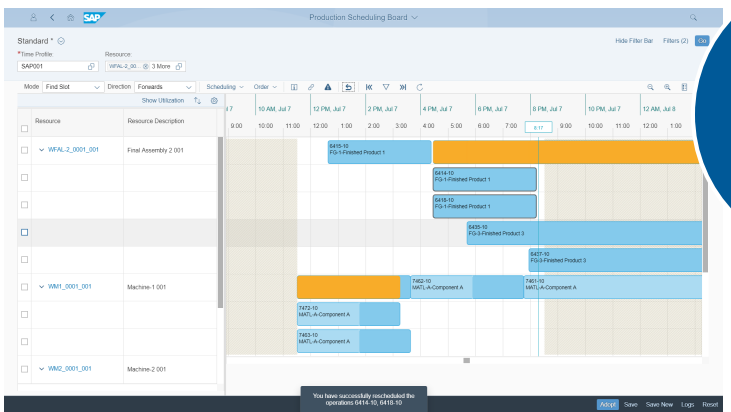 SAP
Production Scheduling Board
Standard *
Hide Filter Bar Filters (2) Go
*Time Profile: Resource:
SAP001 WFAL-2_00... 3 More
Mode Find Slot Direction Forwards Scheduling Order
Show Utilization
Resource Resource Description
Jul 7 10 AM, Jul 7 12 PM, Jul 7 2 PM, Jul 7 4 PM, Jul 7 6 PM, Jul 7 8 PM, Jul 7 10 PM, Jul 7 12 AM, Jul 8
9:00 10:00 11:00 12:00 1:00 2:00 3:00 4:00 5:00 6:00 7:00 8:17 9:00 10:00 11:00 12:00 1:00
WFAL-2_0001_001 Final Assembly 2 001
6415-10
FG-1-Finished Product 1
6414-10
FG-1-Finished Product 1
6418-10
FG-1-Finished Product 1
6435-10
FG-3-Finished Product 3
6437-10
FG-3-Finished Product 3
WM1_0001_001 Machine-1 001
7462-10
MATL-A-Component A
7461-10
MATL-A-Component A
7472-10
MATL-A-Component A
7463-10
MATL-A-Component A
WM2_0001_001 Machine-2 001
You have successfully rescheduled the
operations 6414-10, 6418-10
Adopt Save Save New Logs Reset